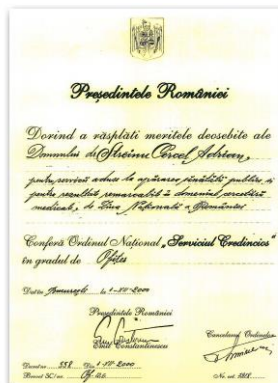 Președintele României
Dorind a răsplăti meritele deosebite ale
Domnului dr. Streinu Cercel Adrian,
pentru servicii aduse la apărarea sănătății publice și
pentru rezultate remarcabile în domeniul cercetării
medicale, de Ziua Națională a României
Conferă Ordinul Național „Serviciul Credincios"
în gradul de Ofițer
Dat în București la 1-XII-2000
Președintele României
Emil Constantinescu
Cancelarul Ordinelor
Decret nr. 558 Din 1-XII-2000
Brevet SC/nr.